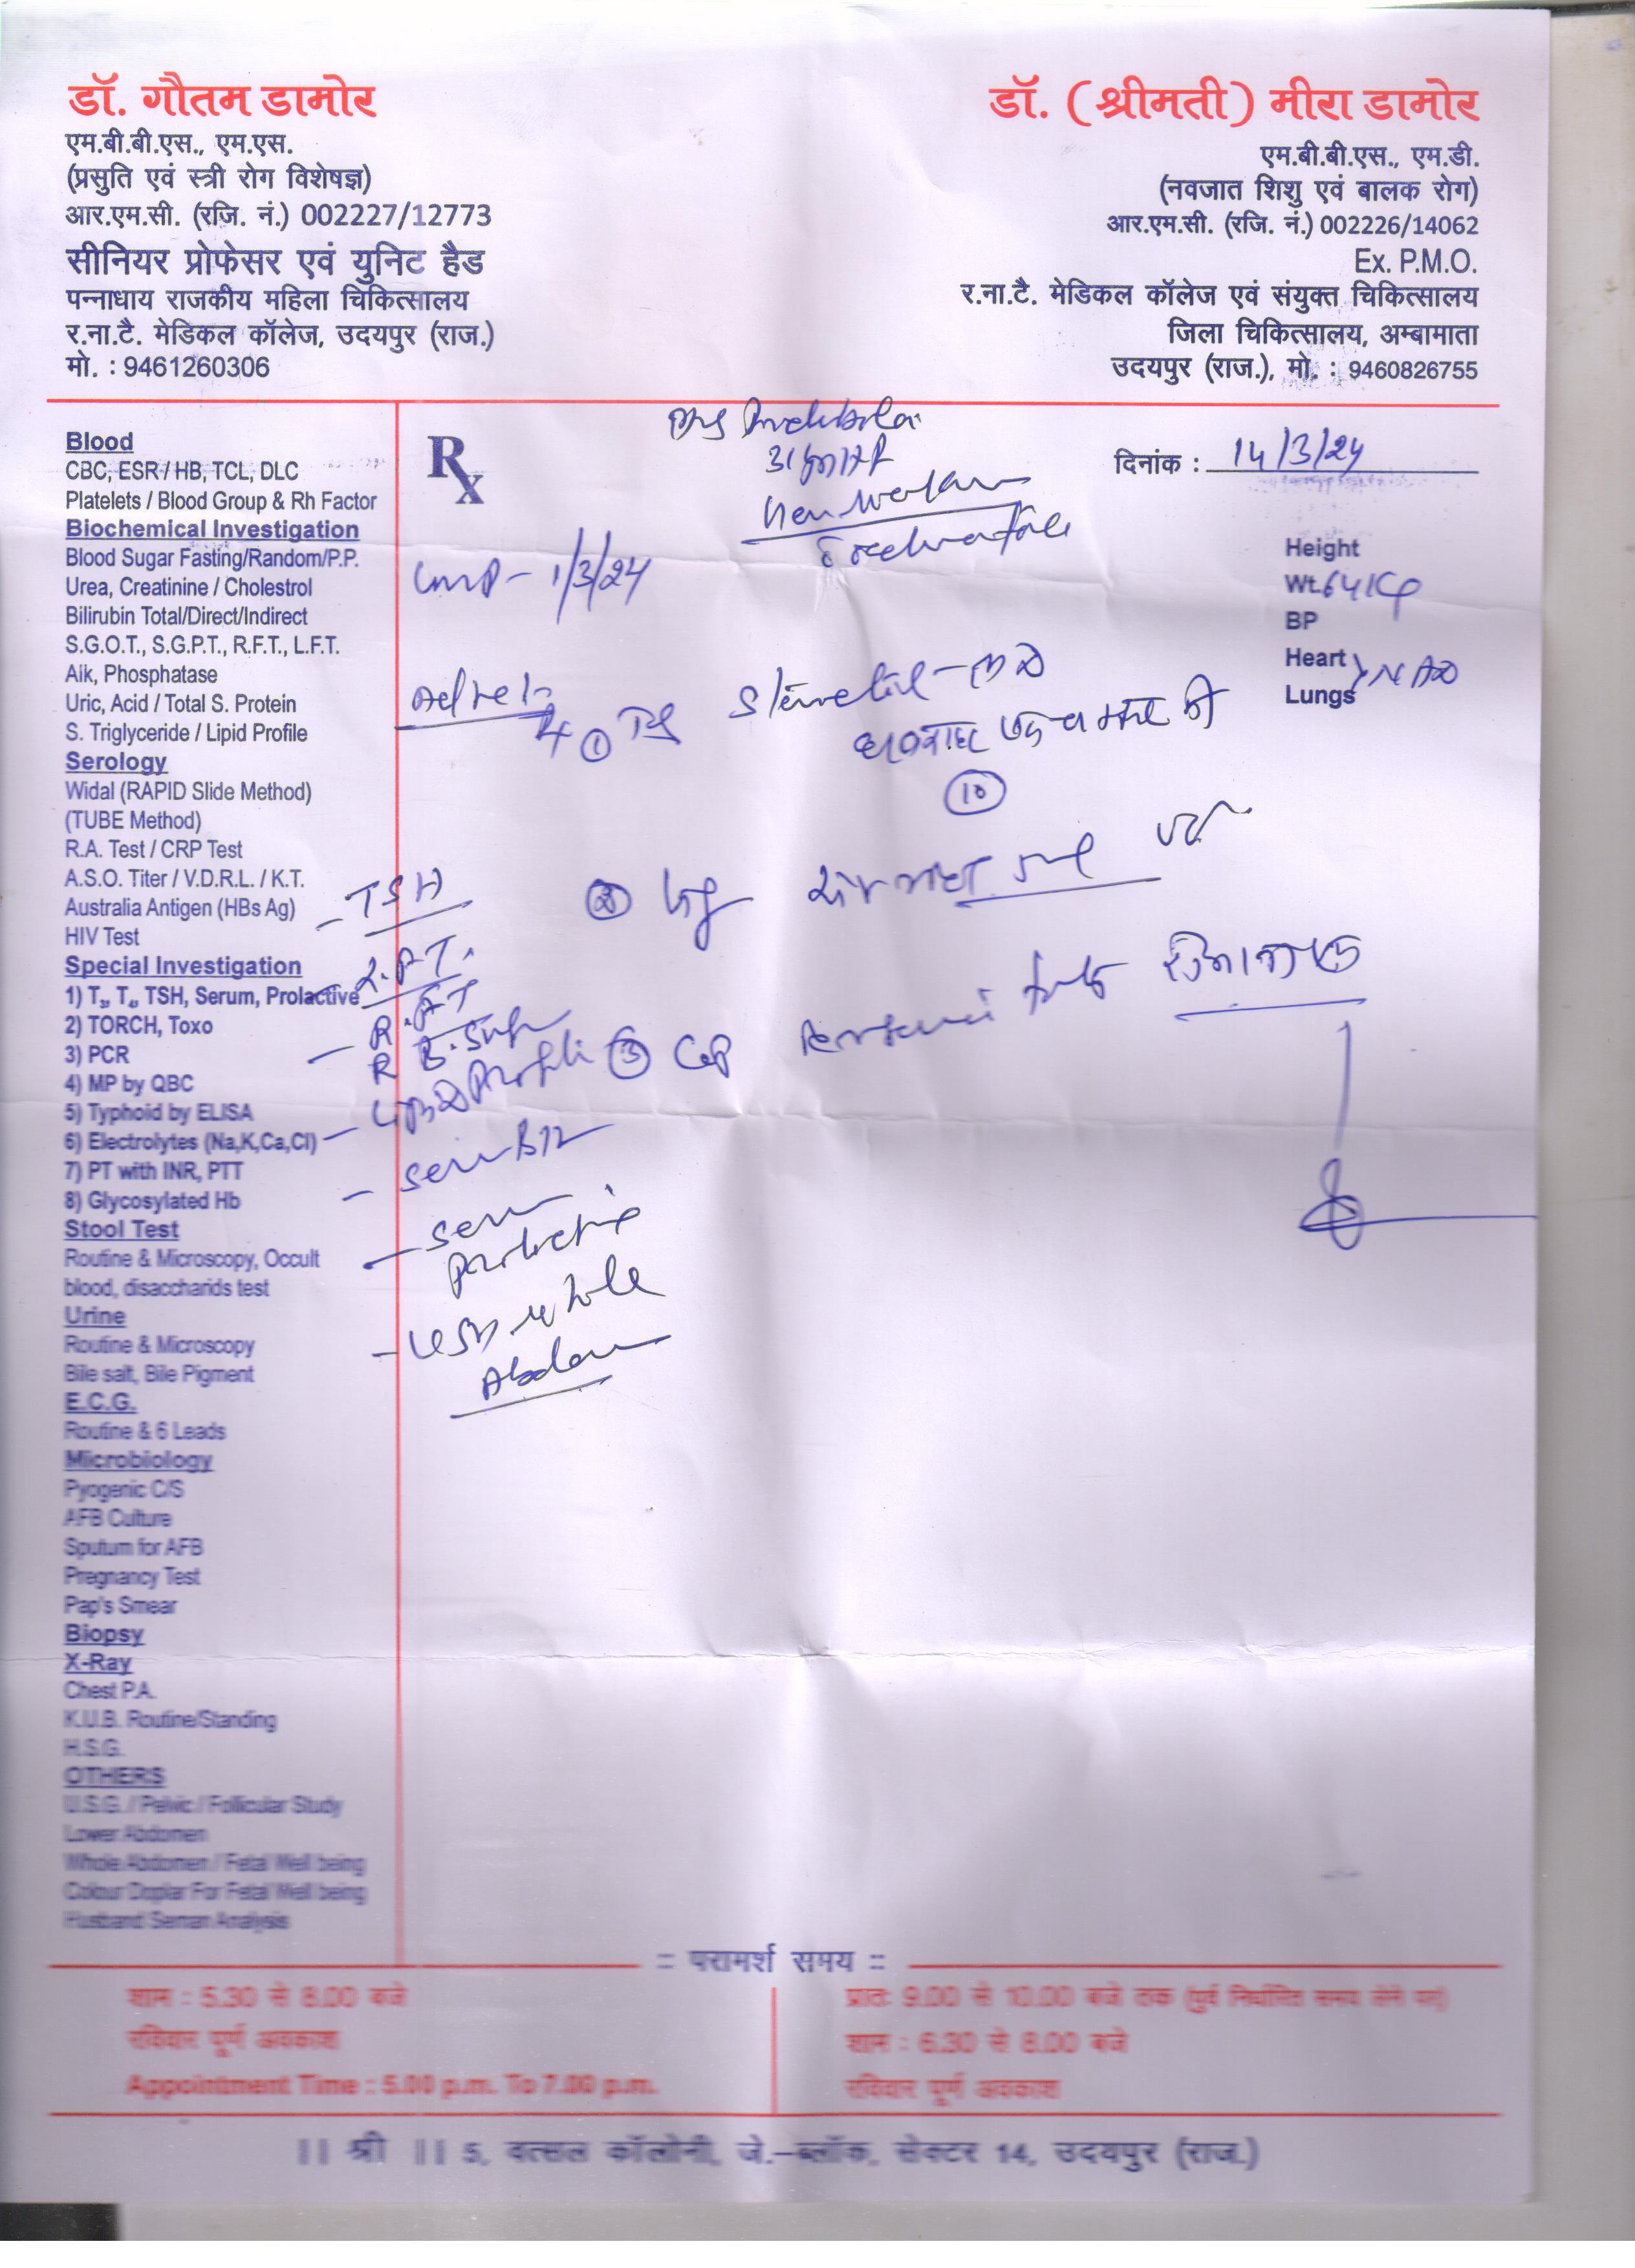 डॉ. गौतम डामोर
एम.बी.बी.एस., एम.एस.
(प्रसुति एवं स्त्री रोग विशेषज्ञ)
आर.एम.सी. (रजि. नं.) 002227/12773
सीनियर प्रोफेसर एवं युनिट हैड
पन्नाधाय राजकीय महिला चिकित्सालय
र.ना.टै. मेडिकल कॉलेज, उदयपुर (राज.)
मो. : 9461260306
डॉ. (श्रीमती) मीरा डामोर
एम.बी.बी.एस., एम.डी.
(नवजात शिशु एवं बालक रोग)
आर.एम.सी. (रजि. नं.) 002226/14062
Ex. P.M.O.
र.ना.टै. मेडिकल कॉलेज एवं संयुक्त चिकित्सालय
जिला चिकित्सालय, अम्बामाता
उदयपुर (राज.), मो. : 9460826755
Blood
CBC, ESR / HB, TCL, DLC
Platelets / Blood Group & Rh Factor
Biochemical Investigation
Blood Sugar Fasting/Random/P.P.
Urea, Creatinine / Cholestrol
Bilirubin Total/Direct/Indirect
S.G.O.T., S.G.P.T., R.F.T., L.F.T.
Aik, Phosphatase
Uric, Acid / Total S. Protein
S. Triglyceride / Lipid Profile
Serology
Widal (RAPID Slide Method)
(TUBE Method)
R.A. Test / CRP Test
A.S.O. Titer / V.D.R.L. / K.T.
Australia Antigen (HBs Ag)
HIV Test
Special Investigation
1) T₃, T₄, TSH, Serum, Prolactive
2) TORCH, Toxo
3) PCR
4) MP by QBC
5) Typhoid by ELISA
6) Electrolytes (Na,K,Ca,Cl)
7) PT with INR, PTT
8) Glycosylated Hb
Stool Test
Routine & Microscopy, Occult
blood, disaccharids test
Urine
Routine & Microscopy
Bile salt, Bile Pigment
E.C.G.
Routine & 6 Leads
Microbiology
Pyogenic C/S
AFB Culture
Sputum for AFB
Pregnancy Test
Pap's Smear
Biopsy
X-Ray
Chest P.A.
K.U.B. Routine/Standing
H.S.G.
OTHERS
U.S.G. / Pelvic / Follicular Study
Lower Abdomen
Whole Abdomen / Fetal Well being
Colour Doplar For Fetal Well being
Husband Seman Analysis
Rx
दिनांक : 14/3/24
Height
Wt. 64 kg
BP
Heart
Lungs NAD
LMP - 1/3/24
Adv
①
10
②
- TSH
- R.F.T
R B. Sugar
③ Cap
- Serum B12
- Serum
Prolactin
- USG whole
Abdomen
:: परामर्श समय ::
शाम : 5.30 से 8.00 बजे
रविवार पूर्ण अवकाश
Appointment Time : 5.00 p.m. To 7.00 p.m.
प्रातः 9.00 से 10.00 बजे तक (पुर्व निर्धारित समय लेने पर)
शाम : 6.30 से 8.00 बजे
रविवार पूर्ण अवकाश
|| श्री || 5, वत्सल कॉलोनी, जे.-ब्लॉक, सेक्टर 14, उदयपुर (राज.)